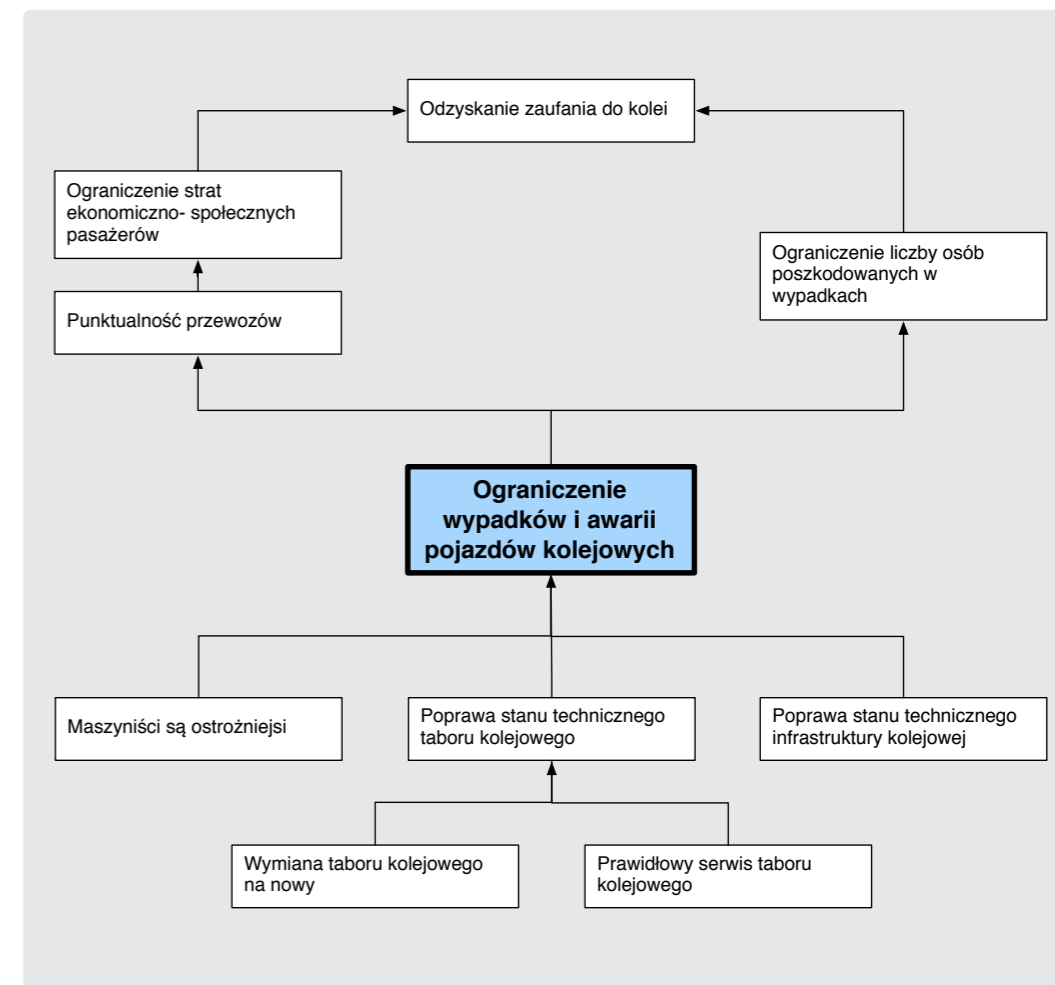 Odzyskanie zaufania do kolei
Ograniczenie strat
ekonomiczno- społecznych
pasażerów
Ograniczenie liczby osób
poszkodowanych w
wypadkach
Punktualność przewozów
Ograniczenie
wypadków i awarii
pojazdów kolejowych
Maszyniści są ostrożniejsi
Poprawa stanu technicznego
taboru kolejowego
Poprawa stanu technicznego
infrastruktury kolejowej
Wymiana taboru kolejowego
na nowy
Prawidłowy serwis taboru
kolejowego